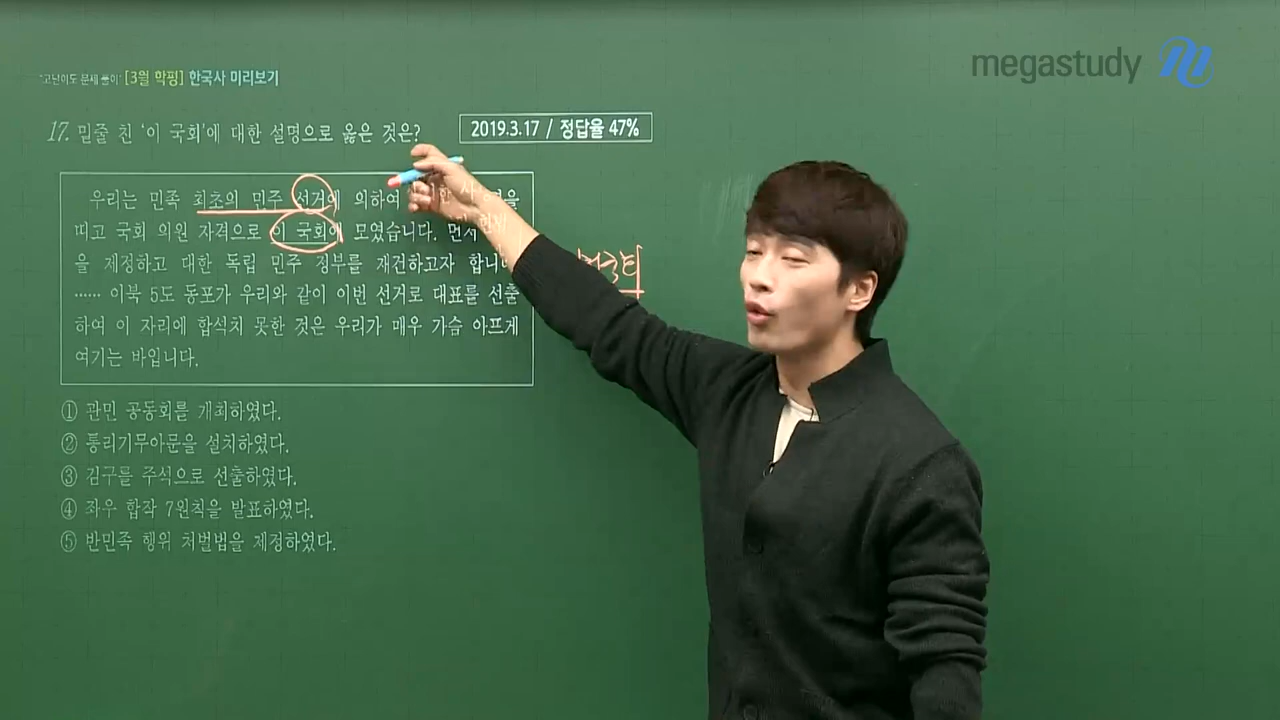 megastudy
'고난이도 문제 풀이' [3월 학평] 한국사 미리보기
17. 밑줄 친 '이 국회'에 대한 설명으로 옳은 것은?
2019.3.17 / 정답율 47%
우리는 민족 최초의 민주 선거에 의하여
띠고 국회 의원 자격으로 이 국회에 모였습니다. 먼저 헌법
을 제정하고 대한 독립 민주 정부를 재건하고자 합니다
…… 이북 5도 동포가 우리와 같이 이번 선거로 대표를 선출
하여 이 자리에 합석치 못한 것은 우리가 매우 가슴 아프게
여기는 바입니다.
① 관민 공동회를 개최하였다.
② 통리기무아문을 설치하였다.
③ 김구를 주석으로 선출하였다.
④ 좌우 합작 7원칙을 발표하였다.
⑤ 반민족 행위 처벌법을 제정하였다.